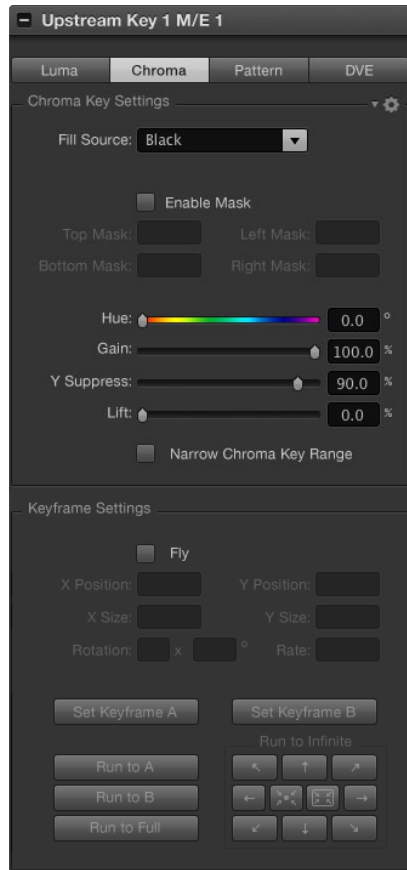 Upstream Key 1 M/E 1
Luma Chroma Pattern DVE
Chroma Key Settings
Fill Source: Black
Enable Mask
Top Mask: Left Mask:
Bottom Mask: Right Mask:
Hue: 0.0 °
Gain: 100.0 %
Y Suppress: 90.0 %
Lift: 0.0 %
Narrow Chroma Key Range
Keyframe Settings
Fly
X Position: Y Position:
X Size: Y Size:
Rotation: x ° Rate:
Set Keyframe A Set Keyframe B
Run to Infinite
Run to A
Run to B
Run to Full